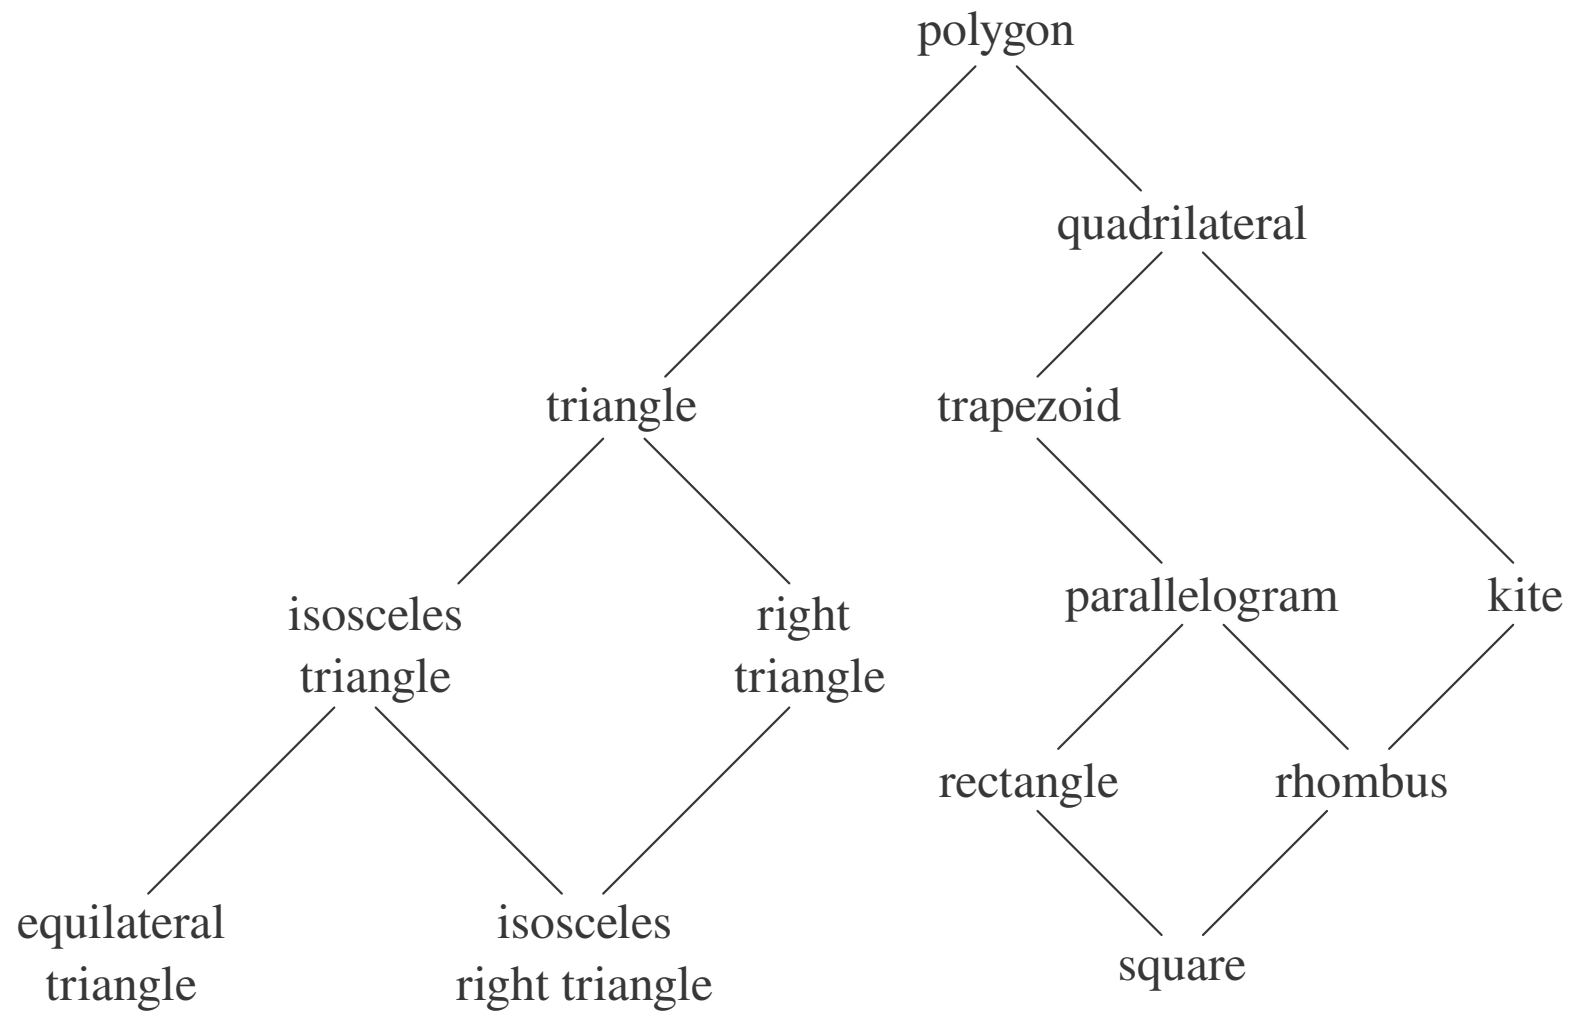 polygon
quadrilateral
triangle
trapezoid
isosceles
triangle
right
triangle
parallelogram
kite
rectangle
rhombus
equilateral
triangle
isosceles
right triangle
square